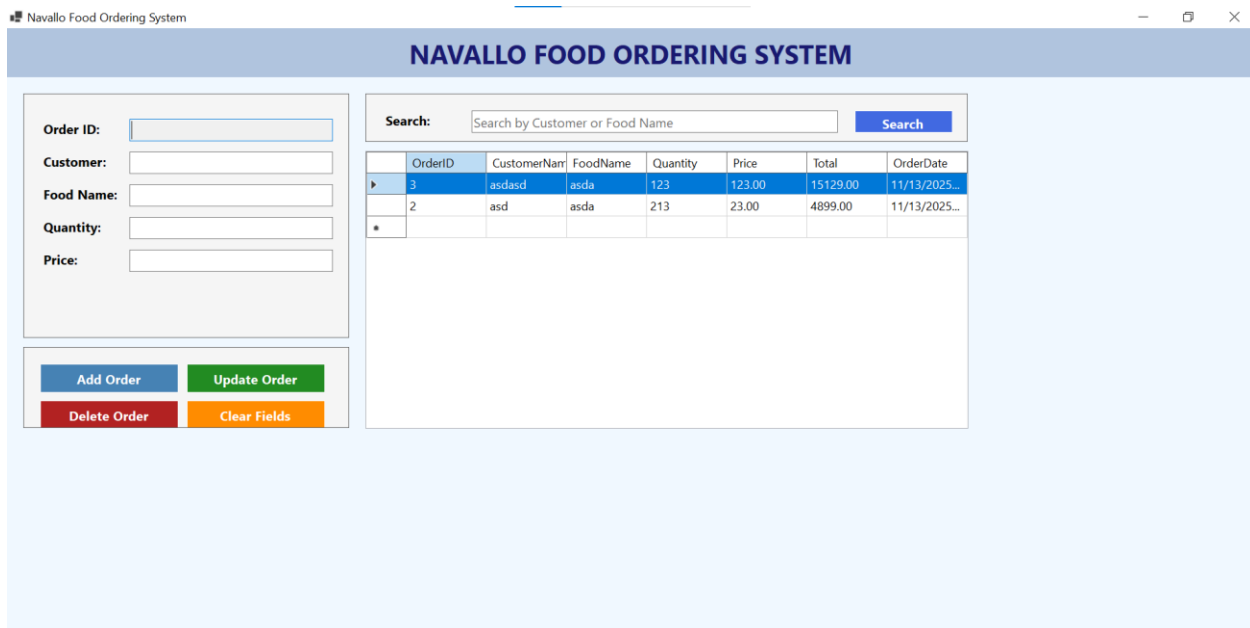 Navallo Food Ordering System
NAVALLO FOOD ORDERING SYSTEM
Order ID:
Customer:
Food Name:
Quantity:
Price:
Add Order Update Order
Delete Order Clear Fields
Search: Search by Customer or Food Name Search
OrderID CustomerNam FoodName Quantity Price Total OrderDate
3 asdasd asda 123 123.00 15129.00 11/13/2025...
2 asd asda 213 23.00 4899.00 11/13/2025...